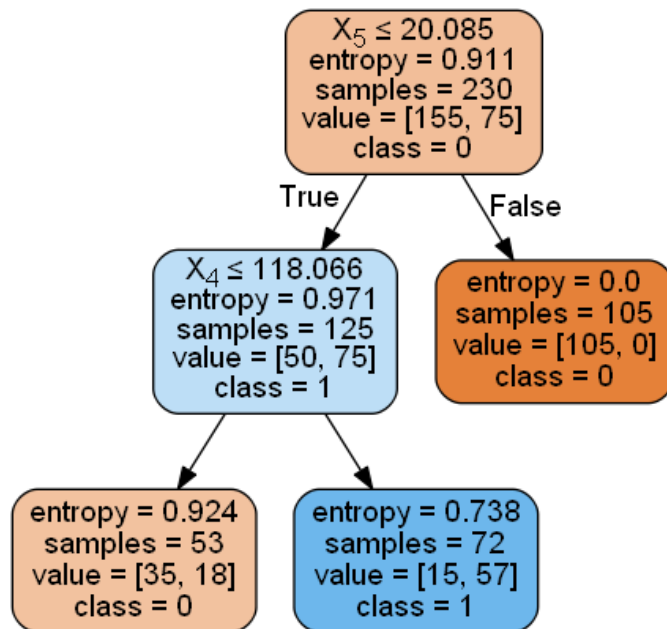 X₅ ≤ 20.085
entropy = 0.911
samples = 230
value = [155, 75]
class = 0
True
False
X₄ ≤ 118.066
entropy = 0.971
samples = 125
value = [50, 75]
class = 1
entropy = 0.0
samples = 105
value = [105, 0]
class = 0
entropy = 0.924
samples = 53
value = [35, 18]
class = 0
entropy = 0.738
samples = 72
value = [15, 57]
class = 1